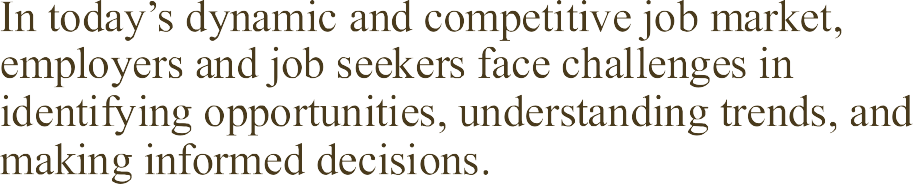 In today’s dynamic and competitive job market,
employers and job seekers face challenges in
identifying opportunities, understanding trends, and
making informed decisions.